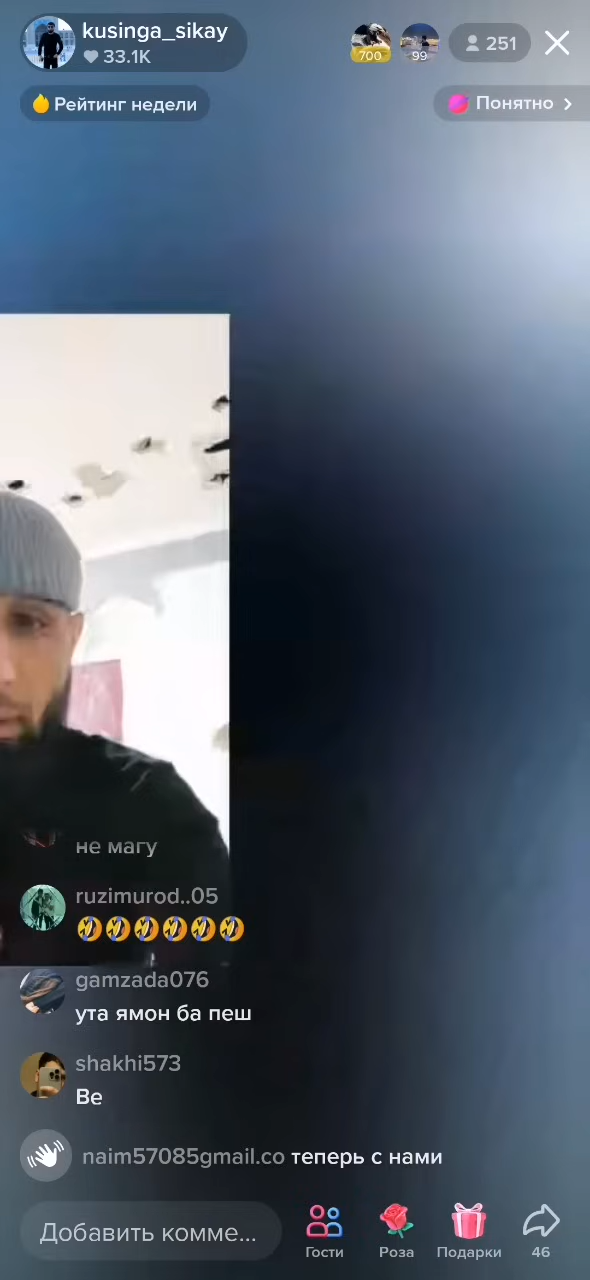 kusinga_sikay
33.1K
700
99
251
Рейтинг недели
Понятно
не магу
ruzimurod..05
🤣🤣🤣🤣🤣🤣
gamzada076
ута ямон ба пеш
shakhi573
Ве
naim57085gmail.co теперь с нами
Добавить комме...
Гости
Роза
Подарки
46